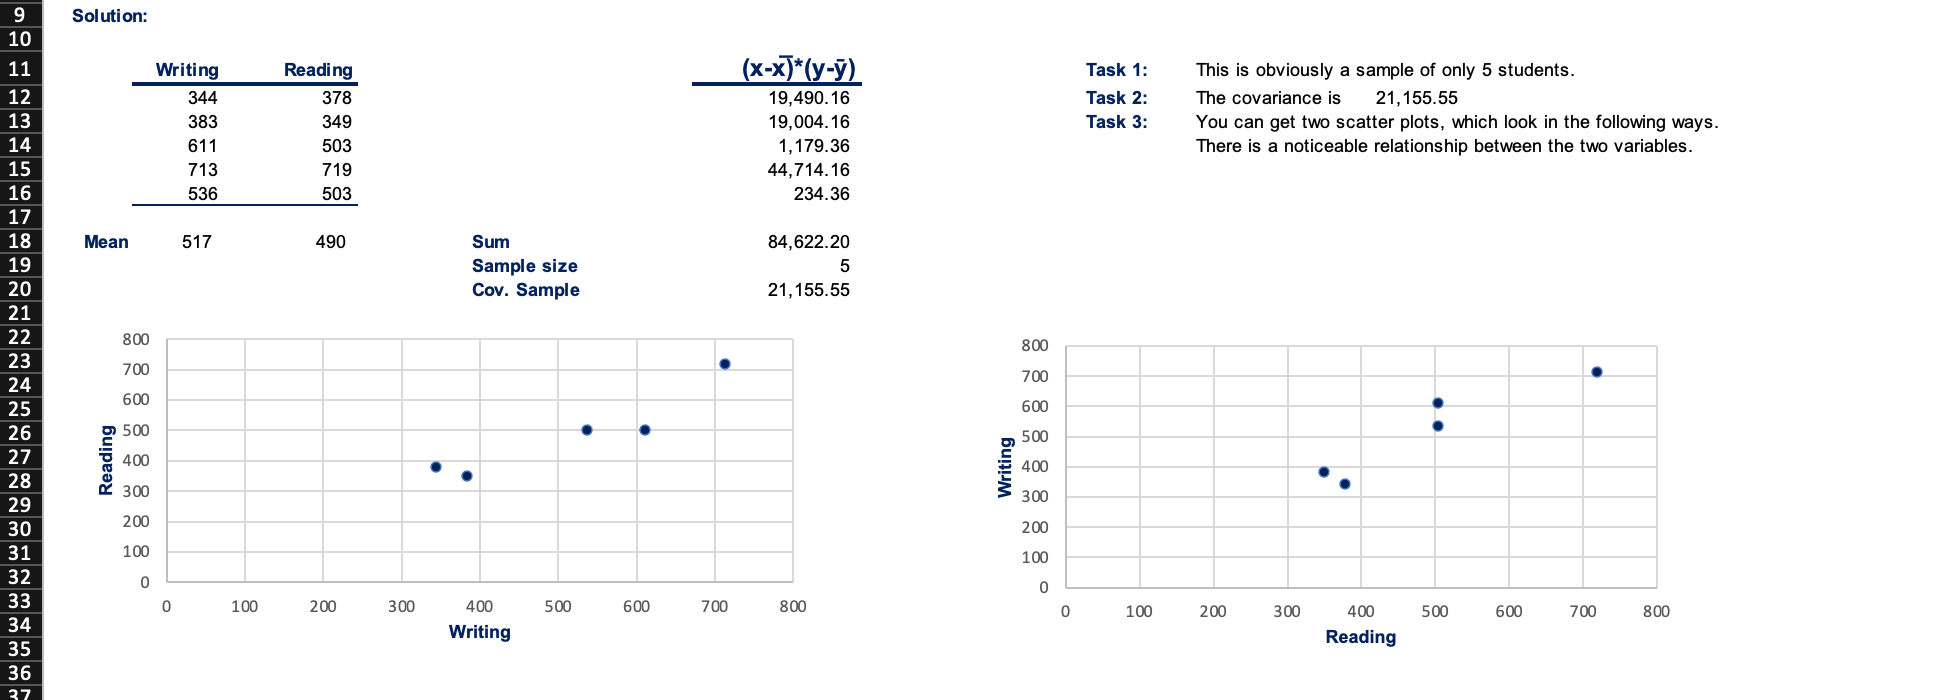 9 Solution:
10
11 Writing Reading (x-x̅)*(y-ȳ) Task 1: This is obviously a sample of only 5 students.
12 344 378 19,490.16 Task 2: The covariance is 21,155.55
13 383 349 19,004.16 Task 3: You can get two scatter plots, which look in the following ways.
14 611 503 1,179.36 There is a noticeable relationship between the two variables.
15 713 719 44,714.16
16 536 503 234.36
17
18 Mean 517 490 Sum 84,622.20
19 Sample size 5
20 Cov. Sample 21,155.55
21
22
23
24
25
26
27
28
29
30
31
32
33
34
35
36
37
800
700
600
500
400
300
200
100
0
Reading
0 100 200 300 400 500 600 700 800
Writing
800
700
600
500
400
300
200
100
0
Writing
0 100 200 300 400 500 600 700 800
Reading